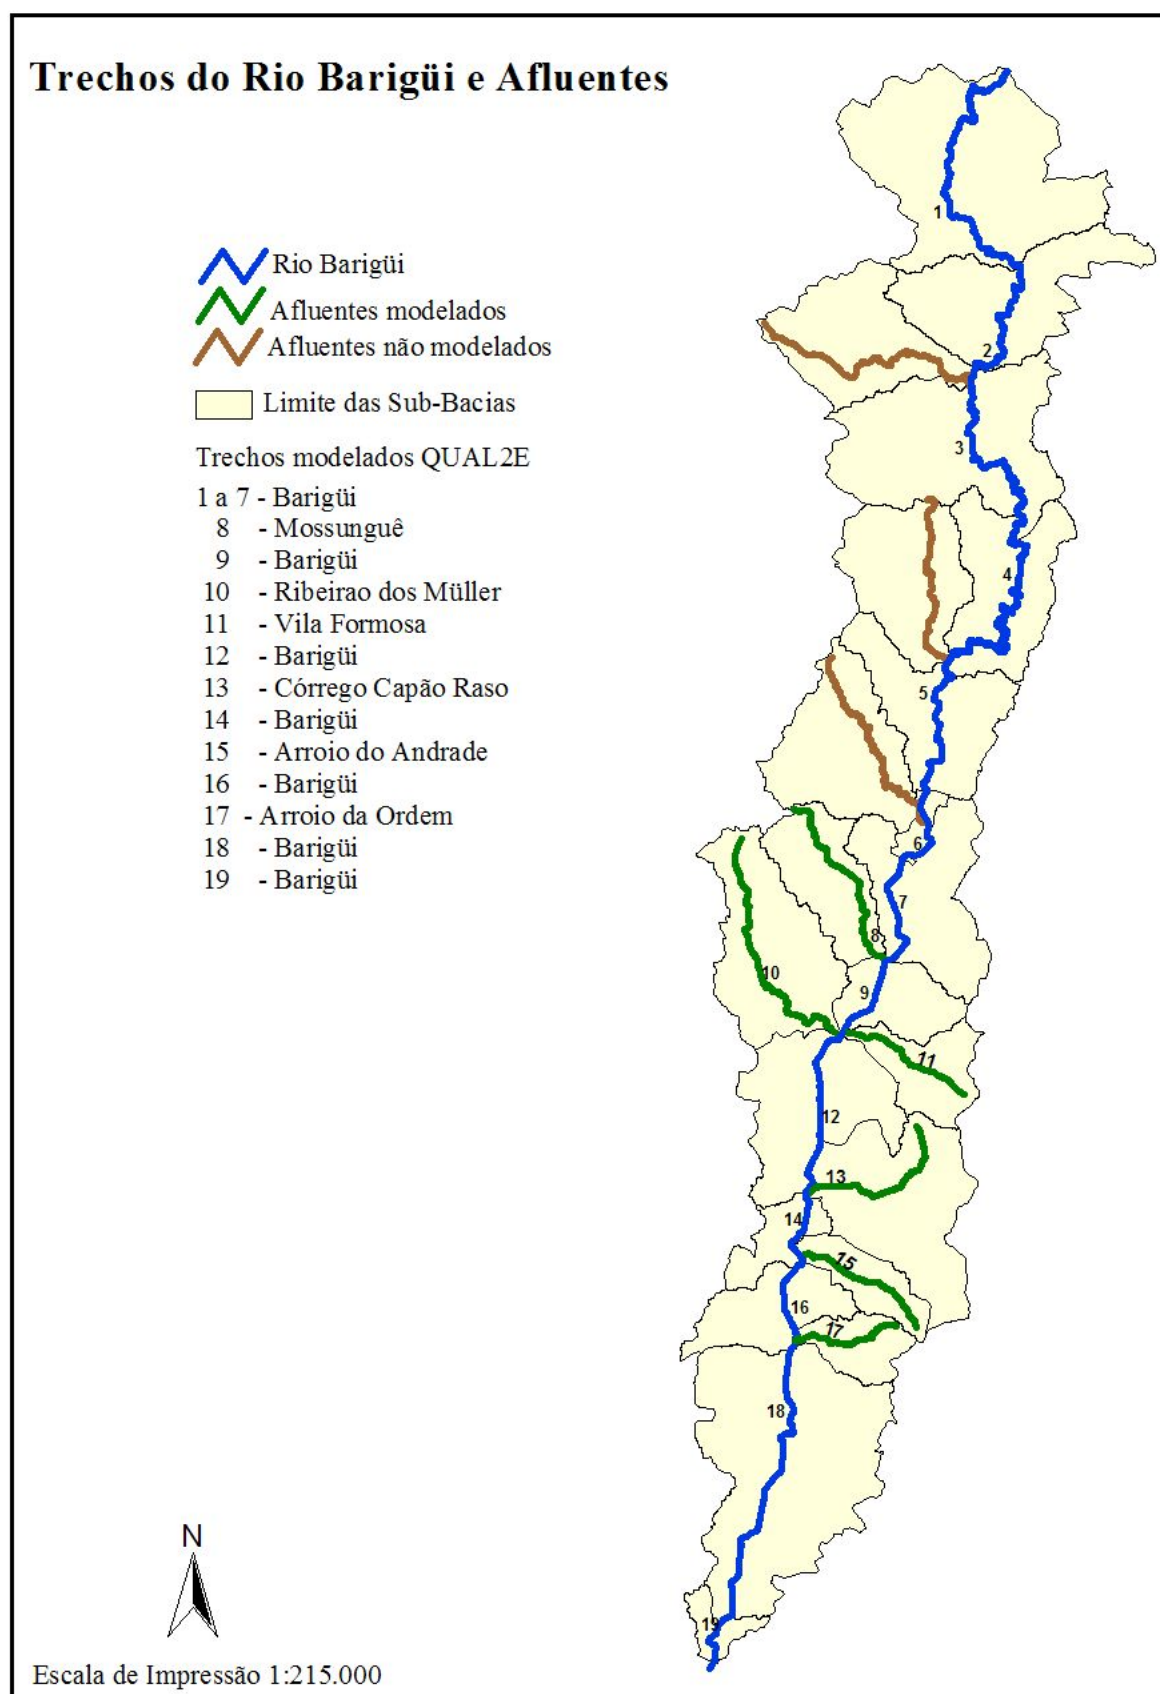 Trechos do Rio Barigüi e Afluentes
Rio Barigüi
Afluentes modelados
Afluentes não modelados
Limite das Sub-Bacias
Trechos modelados QUAL2E
1 a 7 - Barigüi
8 - Mossunguê
9 - Barigüi
10 - Ribeirao dos Müller
11 - Vila Formosa
12 - Barigüi
13 - Córrego Capão Raso
14 - Barigüi
15 - Arroio do Andrade
16 - Barigüi
17 - Arroio da Ordem
18 - Barigüi
19 - Barigüi
1
2
3
4
5
6
7
8
9
10
11
12
13
14
15
16
17
18
19
N
Escala de Impressão 1:215.000